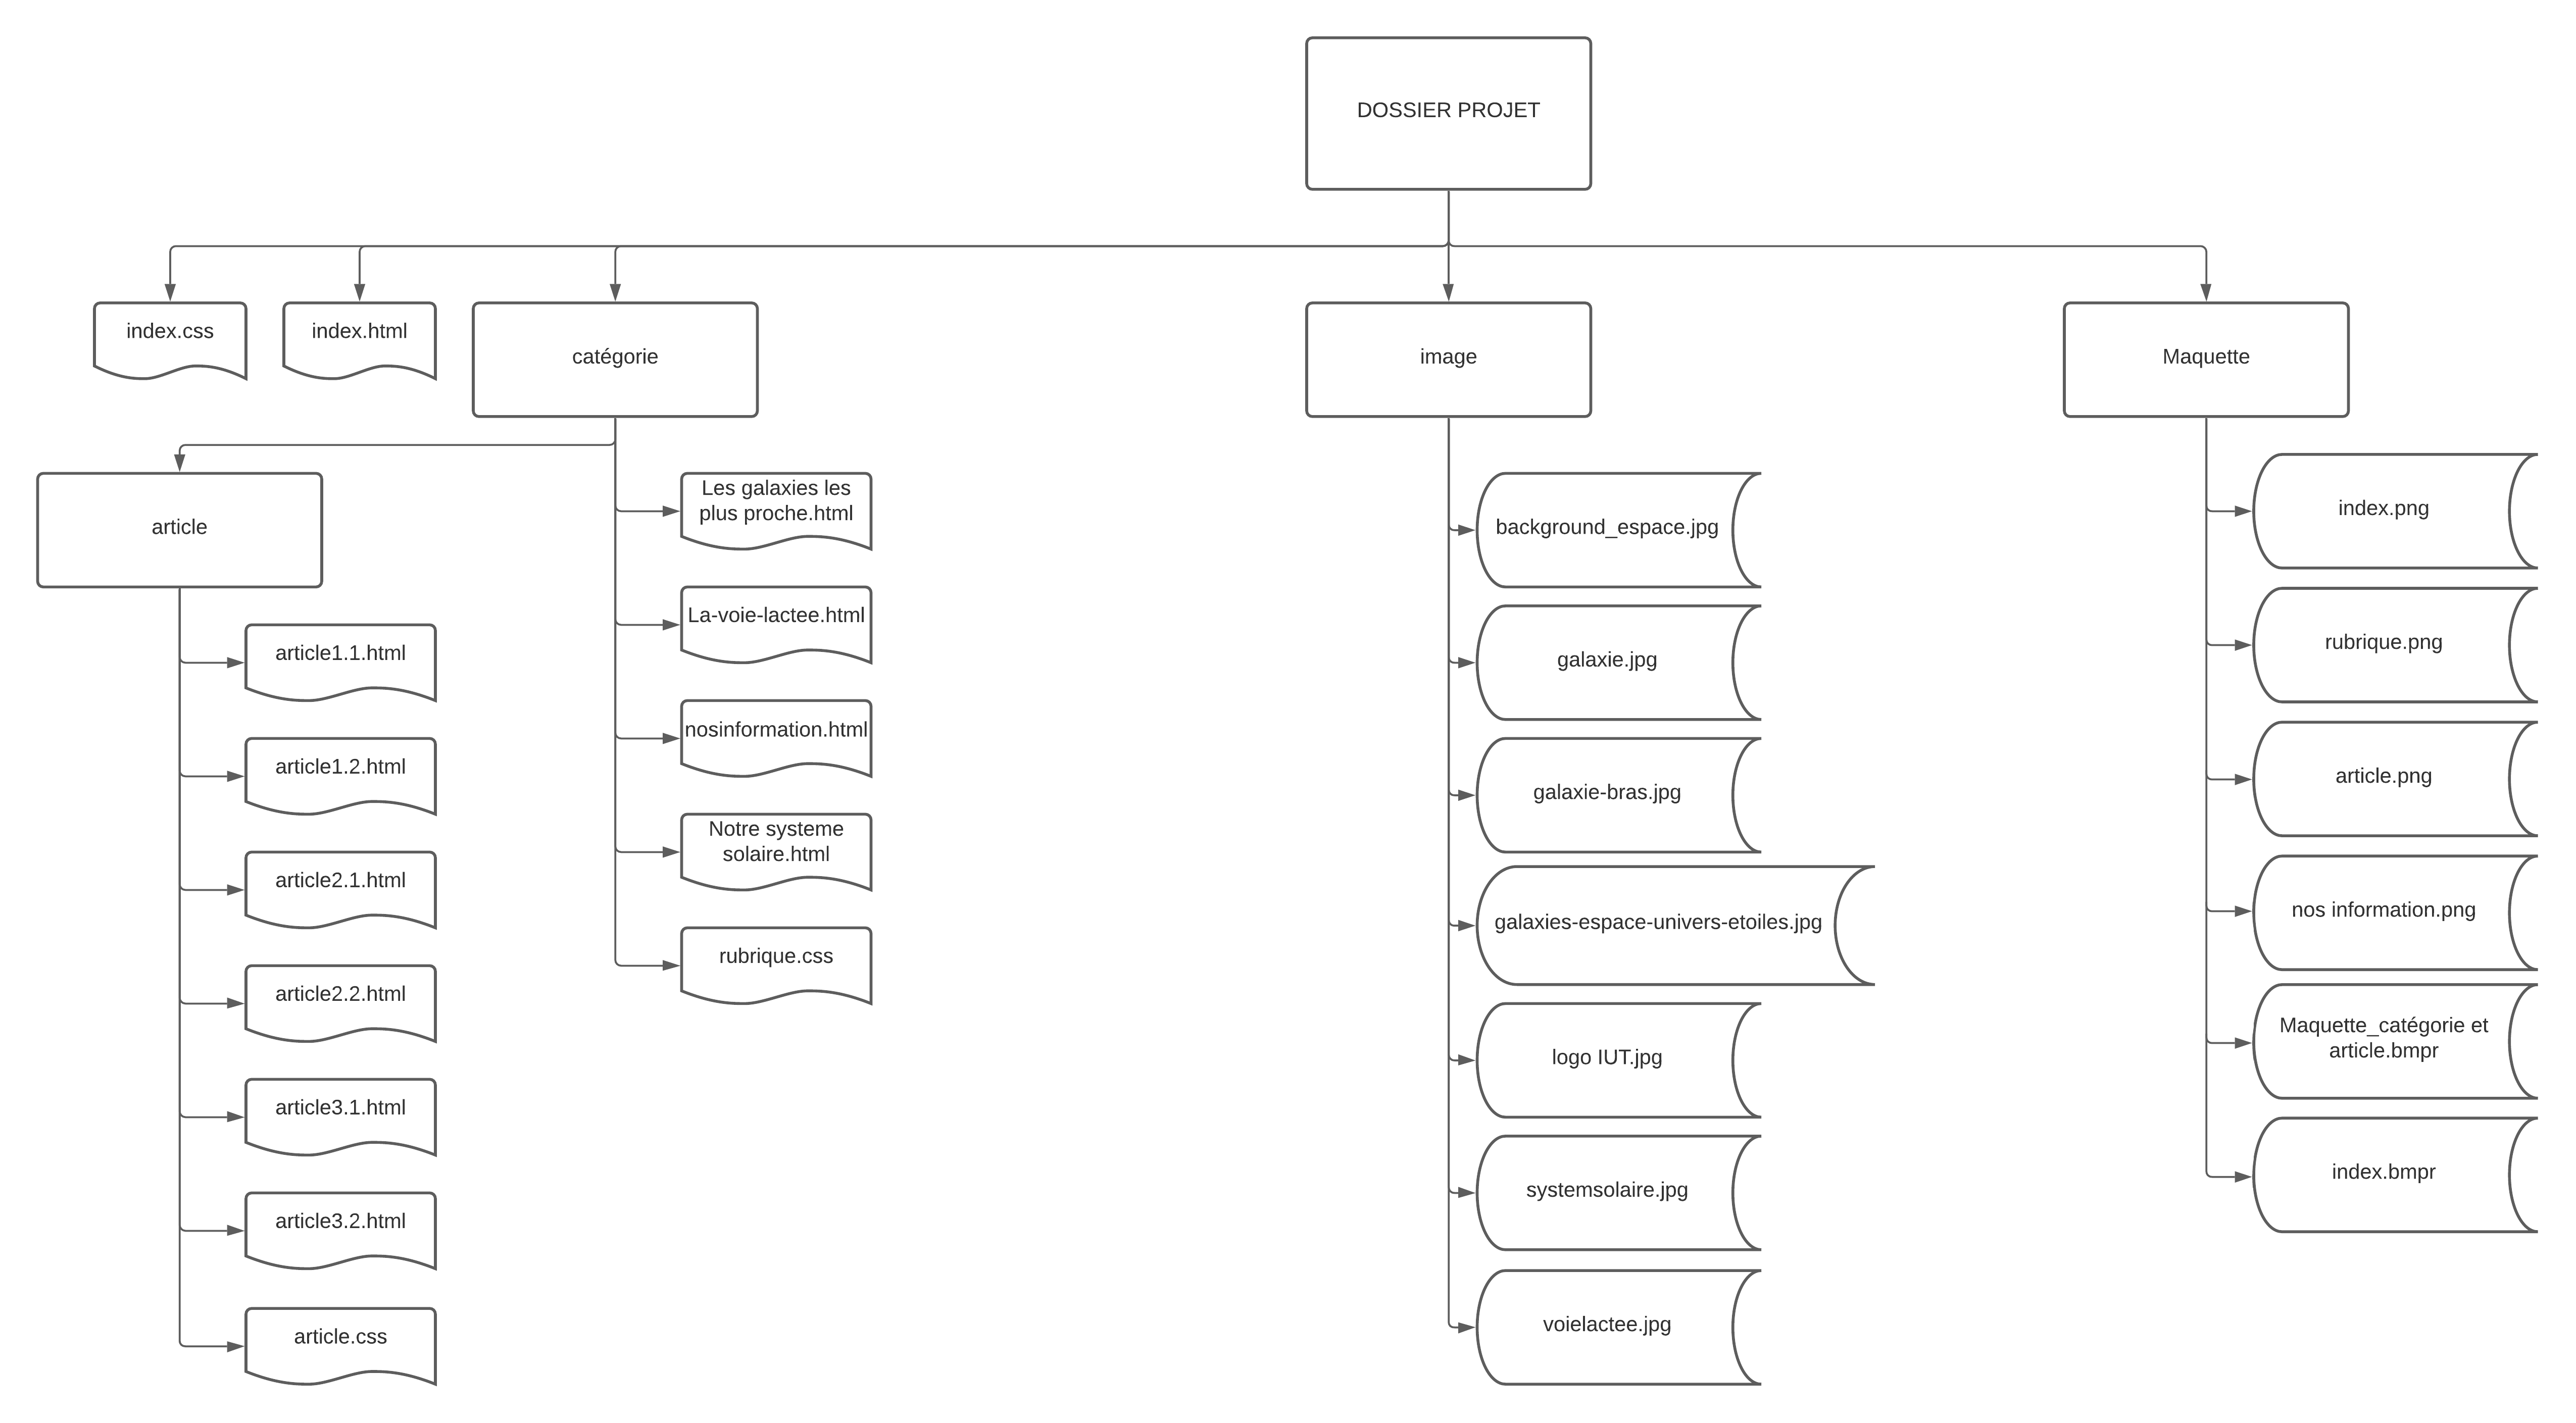 DOSSIER PROJET
index.css
index.html
catégorie
image
Maquette
article
article1.1.html
article1.2.html
article2.1.html
article2.2.html
article3.1.html
article3.2.html
article.css
Les galaxies les
plus proche.html
La-voie-lactee.html
nosinformation.html
Notre systeme
solaire.html
rubrique.css
background_espace.jpg
galaxie.jpg
galaxie-bras.jpg
galaxies-espace-univers-etoiles.jpg
logo IUT.jpg
systemsolaire.jpg
voielactee.jpg
index.png
rubrique.png
article.png
nos information.png
Maquette_catégorie et
article.bmpr
index.bmpr